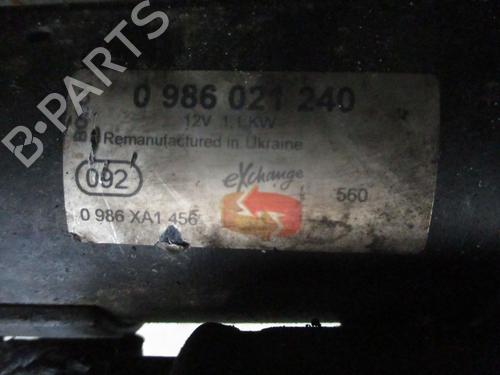 B-PARTS
0 986 021 240
12V 1.1KW
Remanufactured in Ukraine
092
eXchange
560
0 986 XA1 456